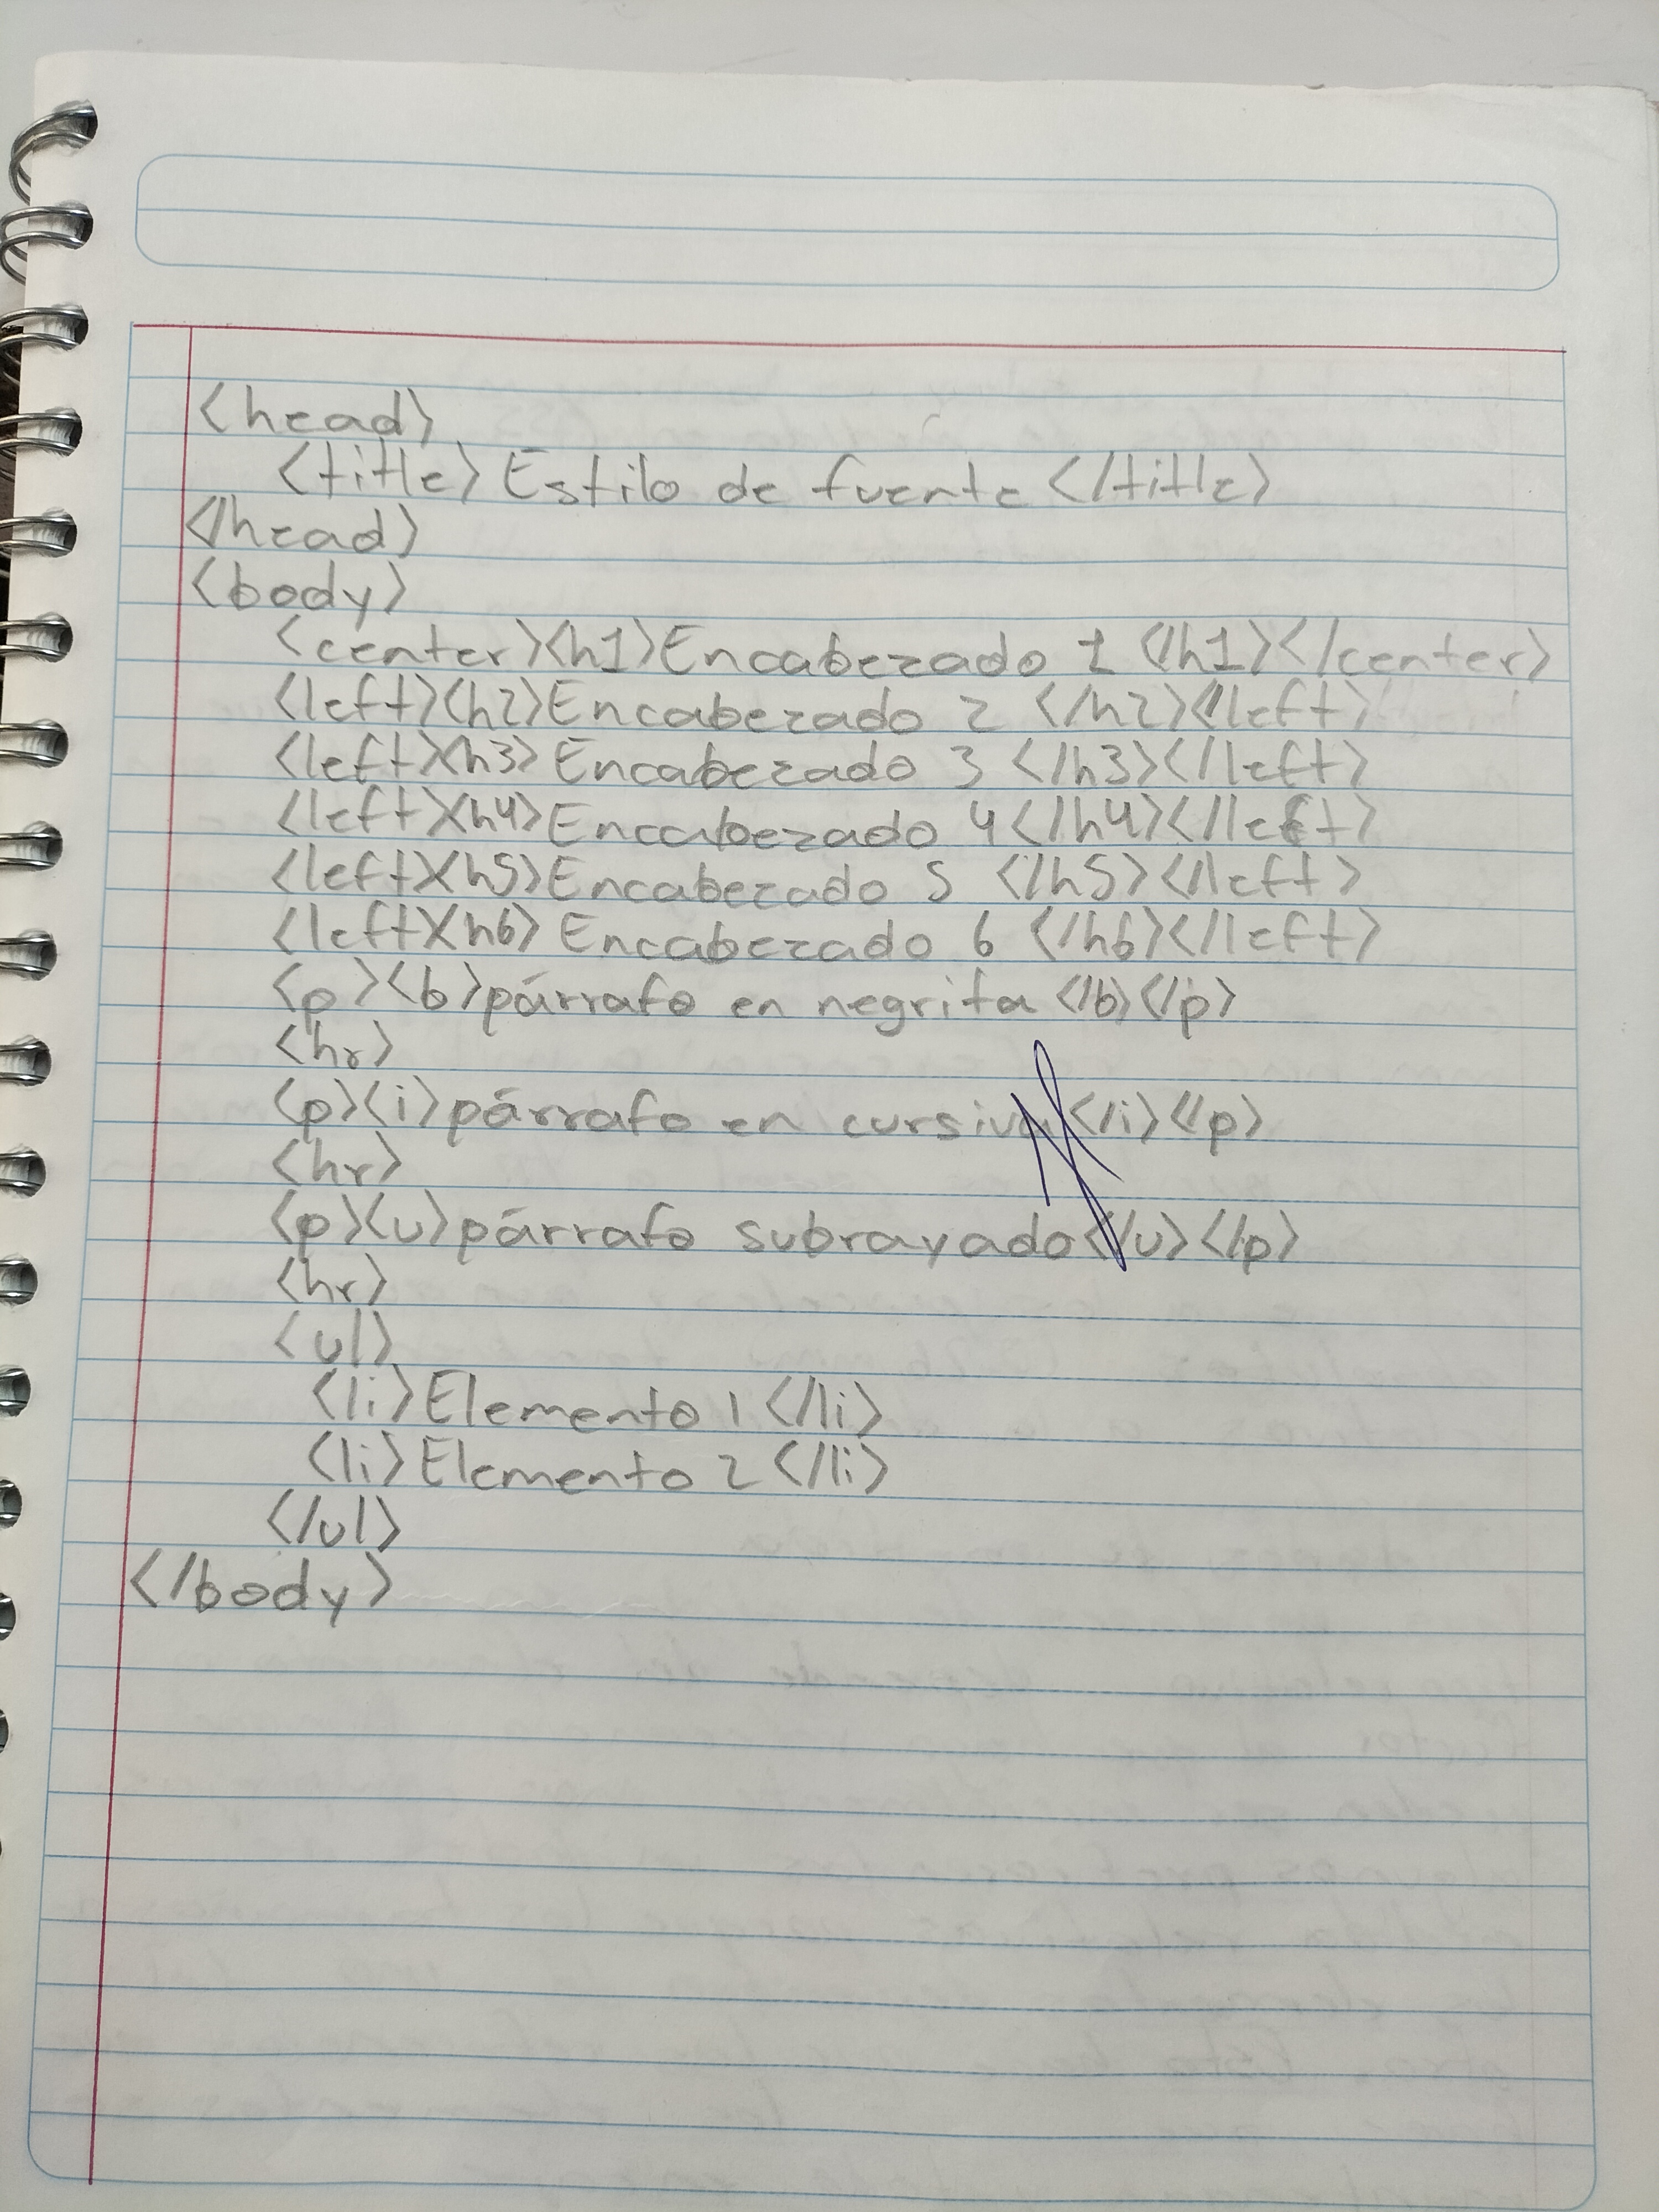 <head>
<title>Estilo de fuente</title>
</head>
<body>
<center><h1>Encabezado 1 </h1></center>
<left><h2>Encabezado 2 </h2></left>
<left><h3>Encabezado 3 </h3></left>
<left><h4>Encabezado 4</h4></left>
<left><h5>Encabezado 5 </h5></left>
<left><h6>Encabezado 6 </h6></left>
<p><b>párrafo en negrita</b></p>
<hr>
<p><i>párrafo en cursiva</i></p>
<hr>
<p><u>párrafo subrayado</u></p>
<hr>
<ul>
<li>Elemento 1</li>
<li>Elemento 2</li>
</ul>
</body>